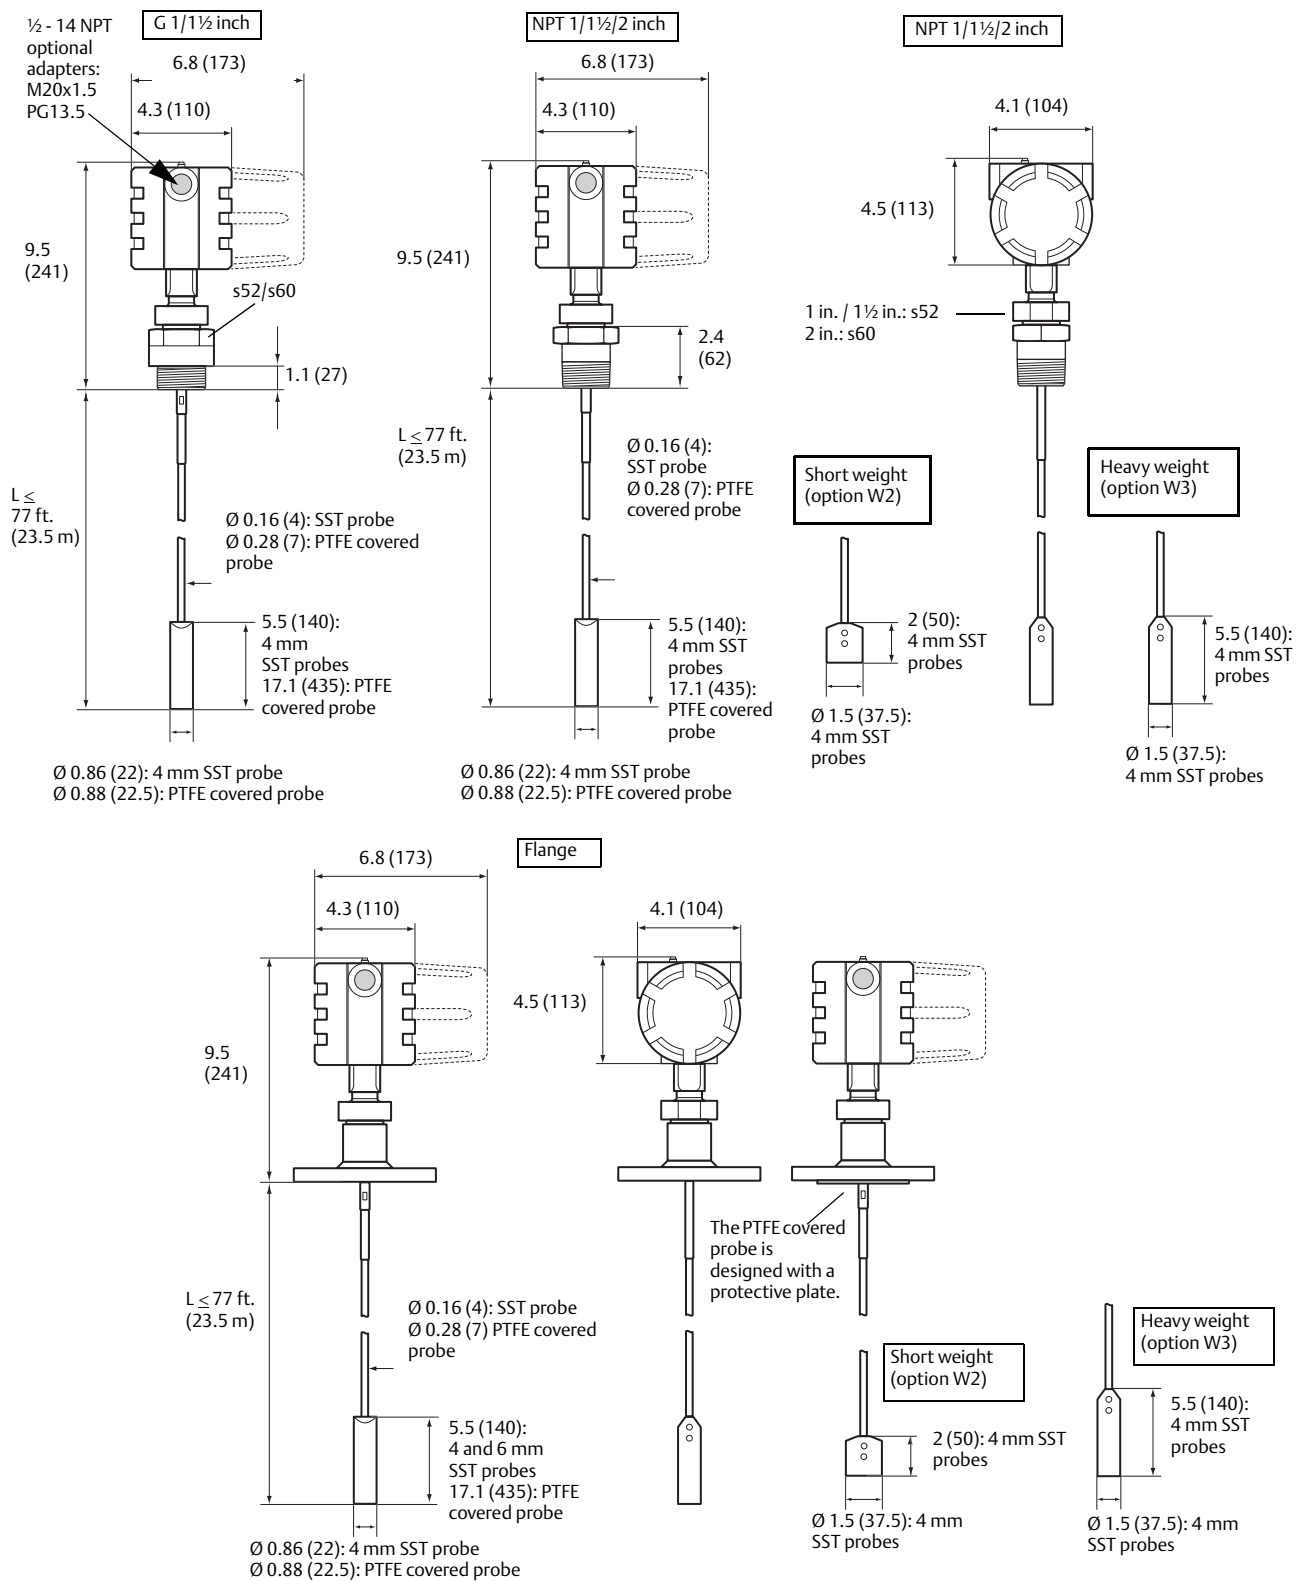 ½ - 14 NPT
optional
adapters:
M20x1.5
PG13.5
G 1/1½ inch
6.8 (173)
4.3 (110)
9.5
(241)
s52/s60
1.1 (27)
L ≤
77 ft.
(23.5 m)
Ø 0.16 (4): SST probe
Ø 0.28 (7): PTFE covered
probe
5.5 (140):
4 mm
SST probes
17.1 (435): PTFE
covered probe
Ø 0.86 (22): 4 mm SST probe
Ø 0.88 (22.5): PTFE covered probe
NPT 1/1½/2 inch
6.8 (173)
4.3 (110)
9.5 (241)
2.4
(62)
L ≤ 77 ft.
(23.5 m)
Ø 0.16 (4):
SST probe
Ø 0.28 (7): PTFE
covered probe
5.5 (140):
4 mm SST
probes
17.1 (435):
PTFE covered
probe
Ø 0.86 (22): 4 mm SST probe
Ø 0.88 (22.5): PTFE covered probe
NPT 1/1½/2 inch
4.1 (104)
4.5 (113)
1 in. / 1½ in.: s52
2 in.: s60
Short weight
(option W2)
2 (50):
4 mm SST
probes
Ø 1.5 (37.5):
4 mm SST
probes
Heavy weight
(option W3)
5.5 (140):
4 mm SST
probes
Ø 1.5 (37.5):
4 mm SST probes
Flange
6.8 (173)
4.3 (110)
9.5
(241)
L ≤ 77 ft.
(23.5 m)
Ø 0.16 (4): SST probe
Ø 0.28 (7) PTFE covered
probe
5.5 (140):
4 and 6 mm
SST probes
17.1 (435): PTFE
covered probe
Ø 0.86 (22): 4 mm SST probe
Ø 0.88 (22.5): PTFE covered probe
4.1 (104)
4.5 (113)
The PTFE covered
probe is
designed with a
protective plate.
Short weight
(option W2)
2 (50): 4 mm SST
probes
Ø 1.5 (37.5): 4 mm
SST probes
Heavy weight
(option W3)
5.5 (140):
4 mm SST
probes
Ø 1.5 (37.5): 4 mm
SST probes